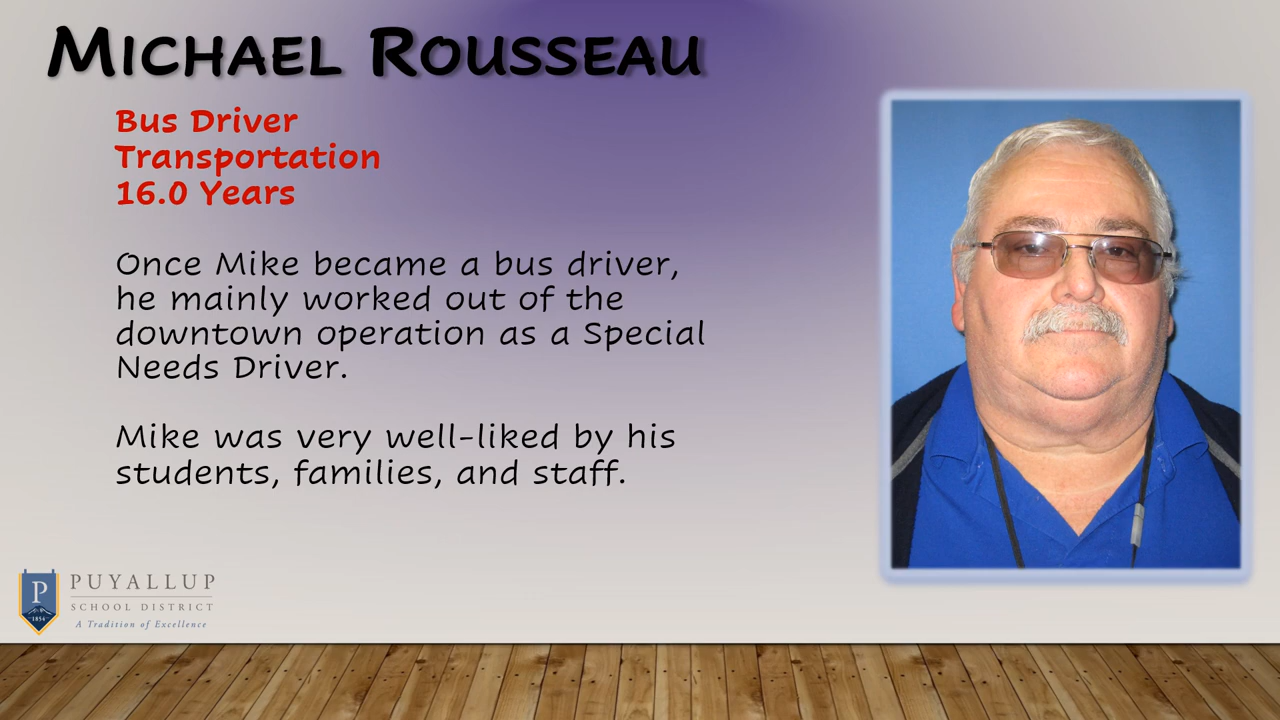 MICHAEL ROUSSEAU
Bus Driver
Transportation
16.0 Years
Once Mike became a bus driver,
he mainly worked out of the
downtown operation as a Special
Needs Driver.
Mike was very well-liked by his
students, families, and staff.
P
1854
PUYALLUP
SCHOOL DISTRICT
A Tradition of Excellence